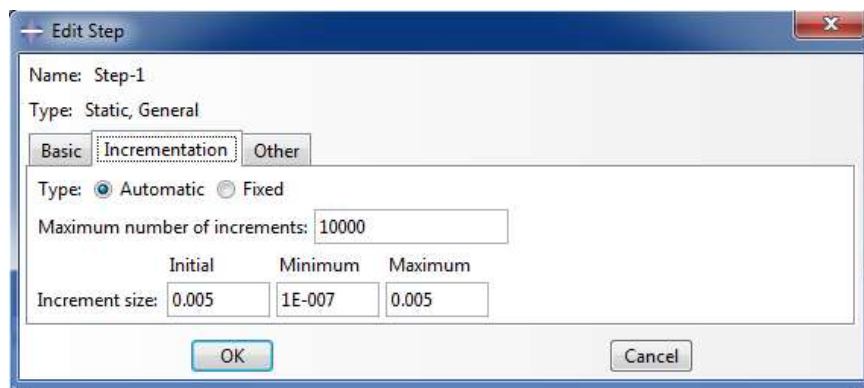 Edit Step
Name: Step-1
Type: Static, General
Basic Incrementation Other
Type: Automatic Fixed
Maximum number of increments: 10000
Initial Minimum Maximum
Increment size: 0.005 1E-007 0.005
OK Cancel